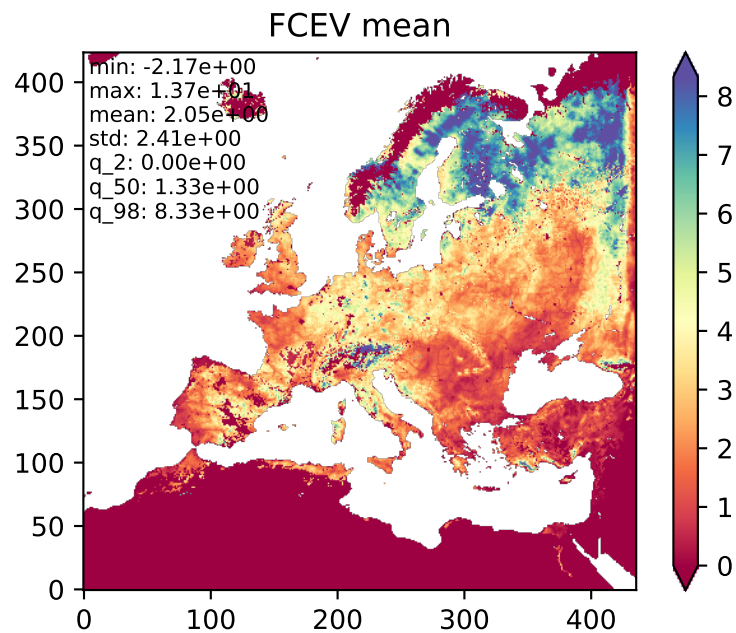 FCEV mean
min: -2.17e+00
max: 1.37e+01
mean: 2.05e+00
std: 2.41e+00
q_2: 0.00e+00
q_50: 1.33e+00
q_98: 8.33e+00
400
350
300
250
200
150
100
50
0
0 100 200 300 400
8
7
6
5
4
3
2
1
0